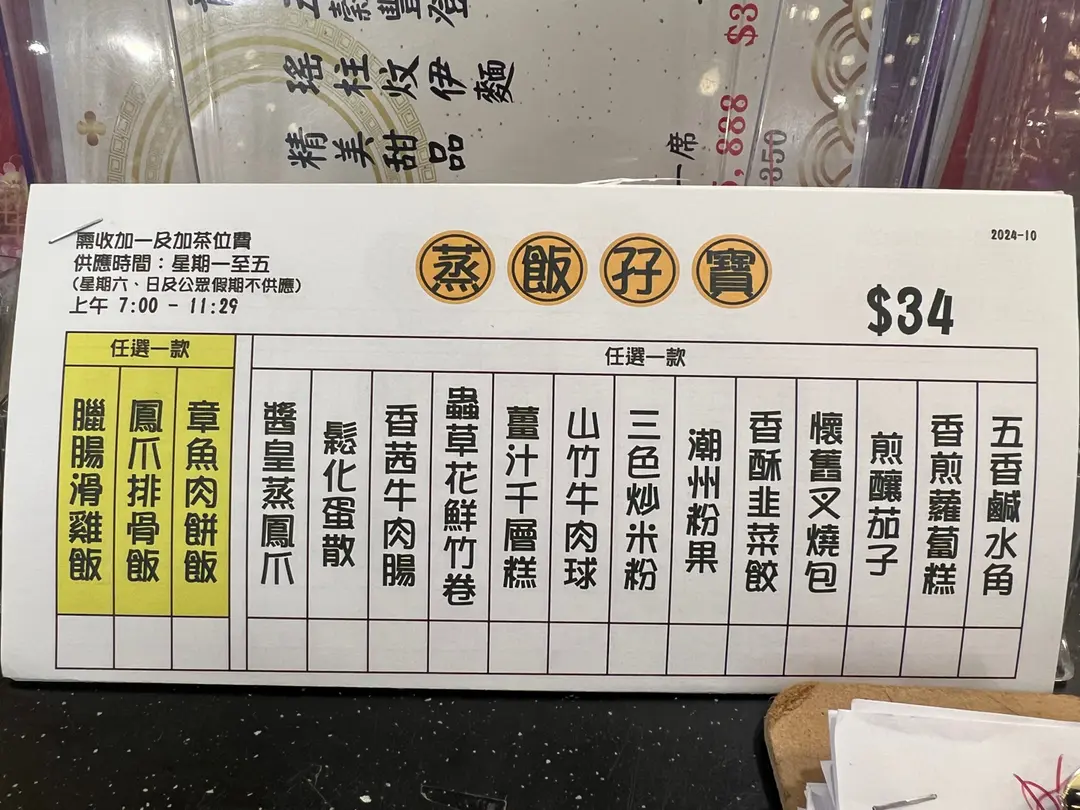 瑤柱炆伊麵
精美甜品
一席
,888
350
需收加一及加茶位費
供應時間：星期一至五
(星期六、日及公眾假期不供應)
上午 7:00 - 11:29
蒸飯孖寶
2024-10
$34
任選一款
臘腸滑雞飯
鳳爪排骨飯
章魚肉餅飯
任選一款
醬皇蒸鳳爪
鬆化蛋散
香茜牛肉腸
蟲草花鮮竹卷
薑汁千層糕
山竹牛肉球
三色炒米粉
潮州粉果
香酥韭菜餃
懷舊叉燒包
煎釀茄子
香煎蘿蔔糕
五香鹹水角